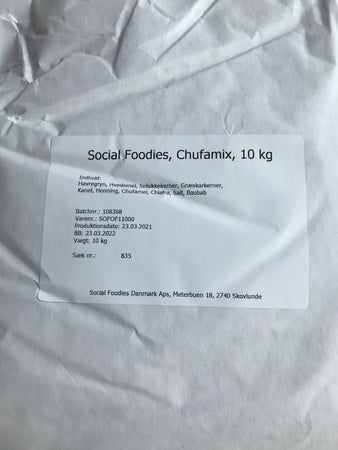 Social Foodies, Chufamix, 10 kg
Indhold:
Havregryn, Hvedemel, Solsikkekerner, Græskarkerner,
Kanel, Honning, Chufamel, Chiafrø, Salt, Baobab
Batchnr.: 108368
Varenr.: SOFOF11000
Produktionsdato: 23.03.2021
BB: 23.03.2022
Vægt: 10 kg
Sæk nr.: 835
Social Foodies Danmark Aps, Meterbuen 18, 2740 Skovlunde